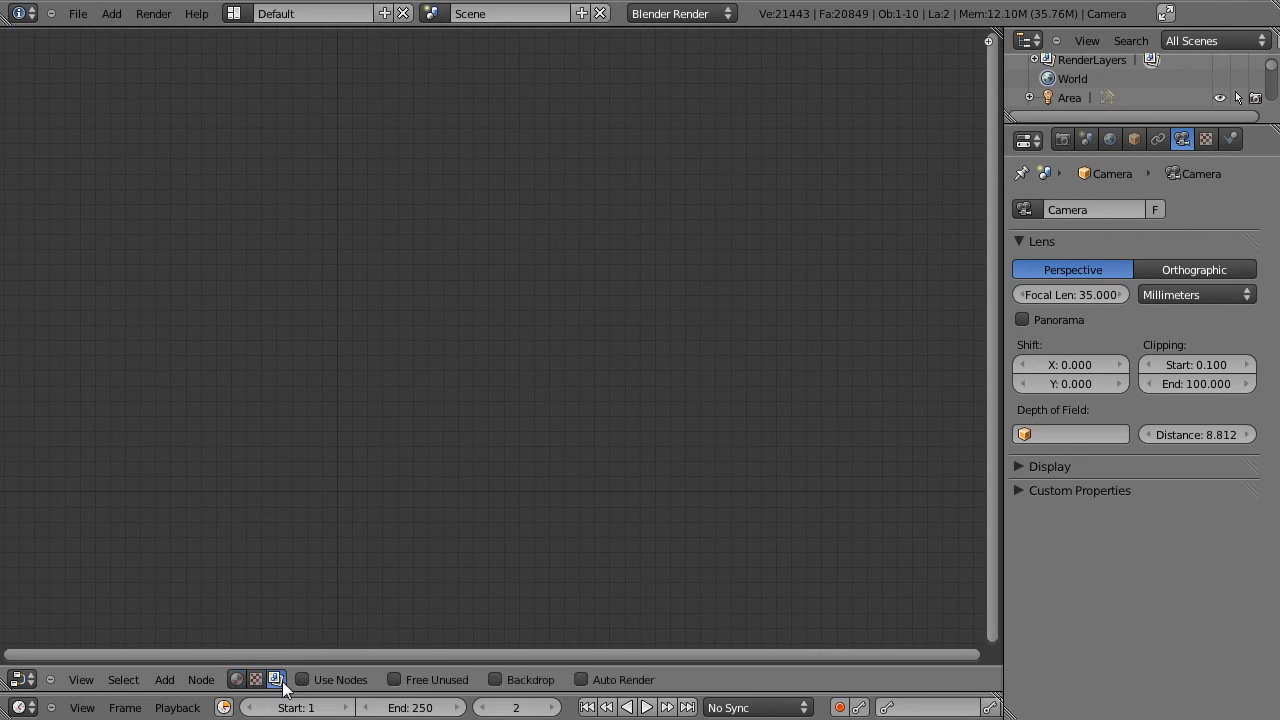 File Add Render Help Default Scene Blender Render Ve:21443 | Fa:20849 | Ob:1-10 | La:2 | Mem:12.10M (35.76M) | Camera
View Search All Scenes
RenderLayers |
World
Area |
Camera Camera
Camera F
Lens
Perspective Orthographic
Focal Len: 35.000 Millimeters
Panorama
Shift: Clipping:
X: 0.000 Start: 0.100
Y: 0.000 End: 100.000
Depth of Field:
Distance: 8.812
Display
Custom Properties
View Select Add Node Use Nodes Free Unused Backdrop Auto Render
View Frame Playback Start: 1 End: 250 2 No Sync